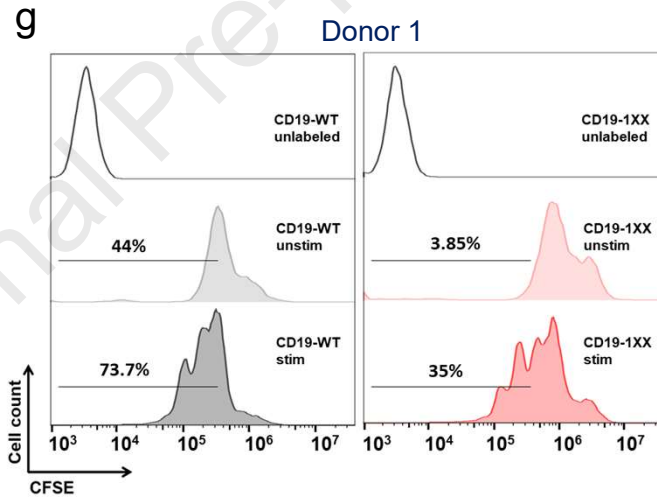 g
Donor 1
CD19-WT
unlabeled
CD19-1XX
unlabeled
44%
CD19-WT
unstim
3.85%
CD19-1XX
unstim
73.7%
CD19-WT
stim
35%
CD19-1XX
stim
Cell count
10³ 10⁴ 10⁵ 10⁶ 10⁷
10³ 10⁴ 10⁵ 10⁶ 10⁷
CFSE
nal Pre-